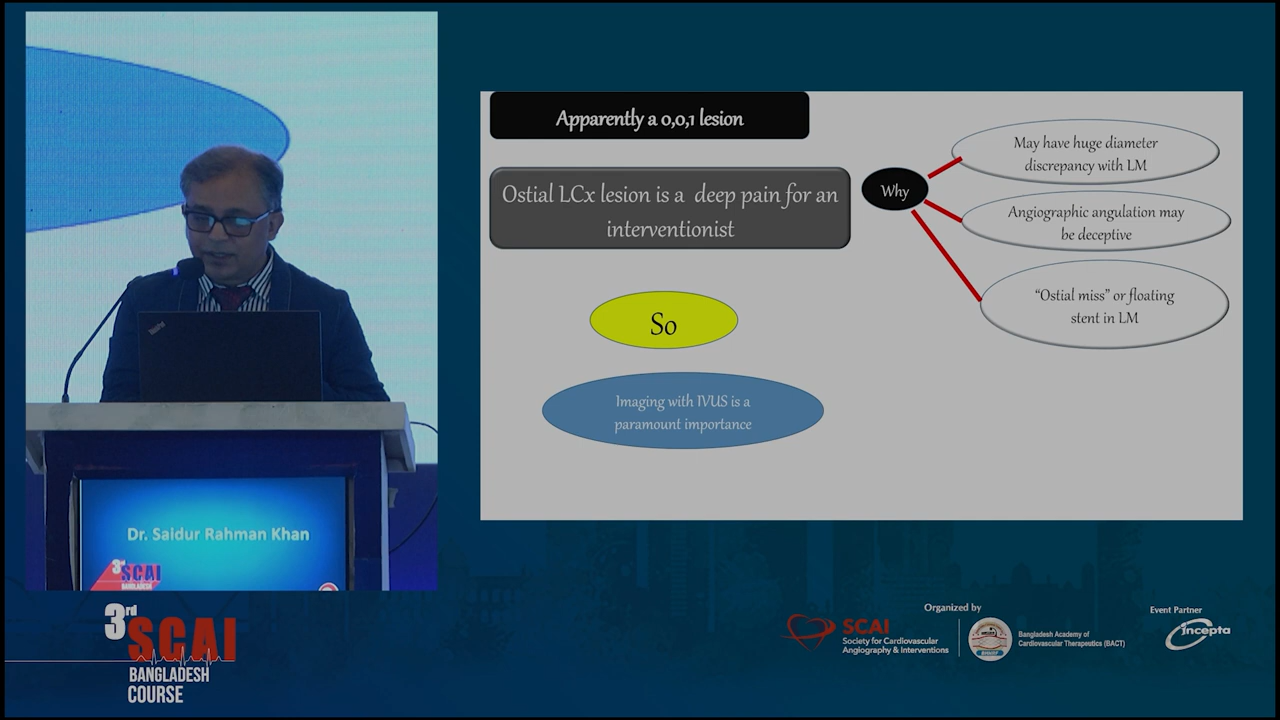 Apparently a 0,0,1 lesion
Ostial LCx lesion is a deep pain for an
interventionist
Why
May have huge diameter
discrepancy with LM
Angiographic angulation may
be deceptive
"Ostial miss" or floating
stent in LM
So
Imaging with IVUS is a
paramount importance
ThinkPad
Dr. Saidur Rahman Khan
3rd
SCAI
BANGLADESH
3rd
SCAI
BANGLADESH
COURSE
Organized by
SCAI
Society for Cardiovascular
Angiography & Interventions
Bangladesh Academy of
Cardiovascular Therapeutics (BACT)
Event Partner
incepta